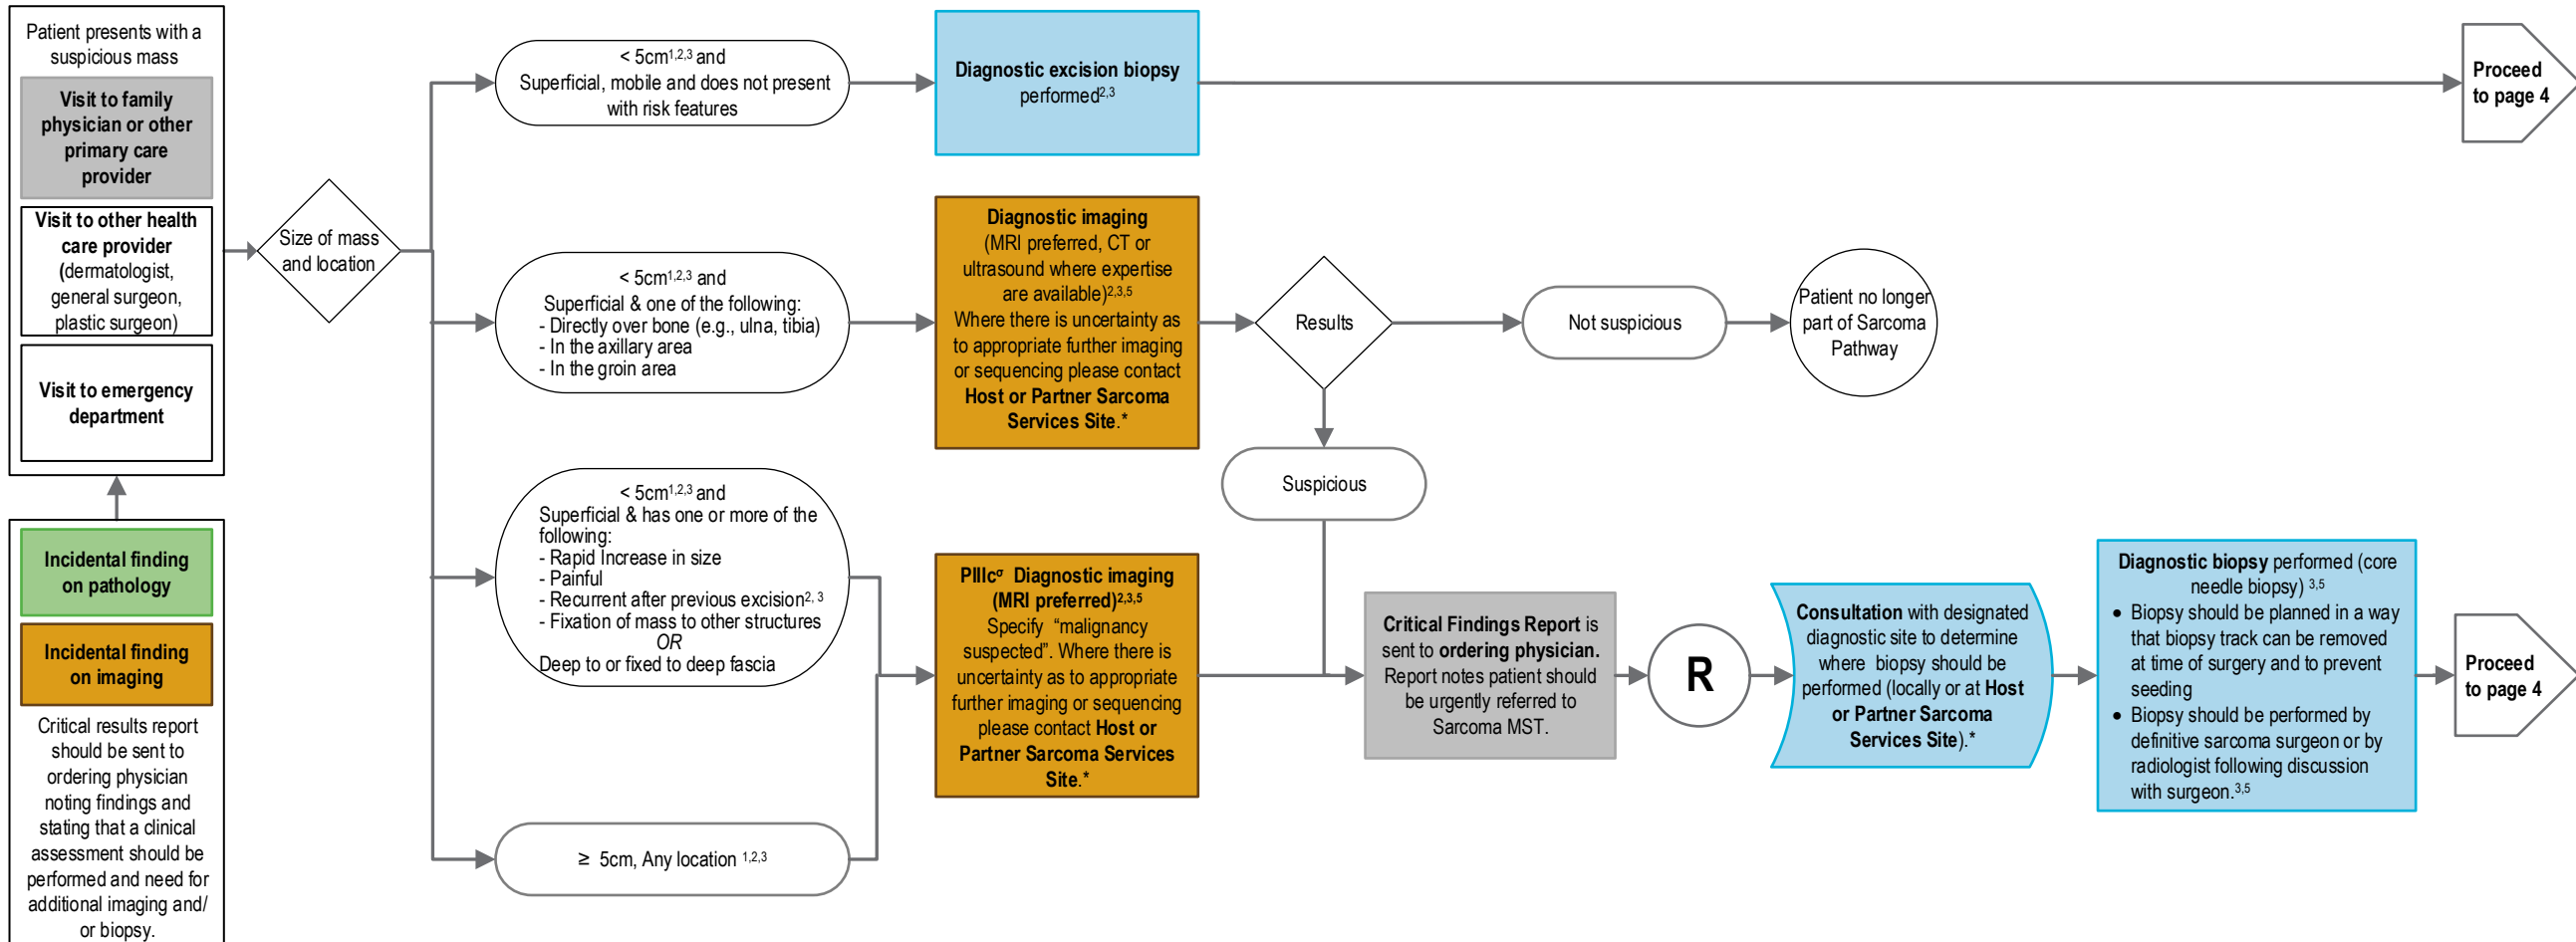 Patient presents with a
suspicious mass
Visit to family
physician or other
primary care
provider
Visit to other health
care provider
(dermatologist,
general surgeon,
plastic surgeon)
Visit to emergency
department
Incidental finding
on pathology
Incidental finding
on imaging
Critical results report
should be sent to
ordering physician
noting findings and
stating that a clinical
assessment should be
performed and need for
additional imaging and/
or biopsy.
Size of mass
and location
< 5cm1,2,3 and
Superficial, mobile and does not present
with risk features
Diagnostic excision biopsy
performed2,3
Proceed
to page 4
< 5cm1,2,3 and
Superficial & one of the following:
- Directly over bone (e.g., ulna, tibia)
- In the axillary area
- In the groin area
Diagnostic imaging
(MRI preferred, CT or
ultrasound where expertise
are available)2,3,5
Where there is uncertainty as
to appropriate further imaging
or sequencing please contact
Host or Partner Sarcoma
Services Site.*
Results
Not suspicious
Patient no longer
part of Sarcoma
Pathway
Suspicious
< 5cm1,2,3 and
Superficial & has one or more of the
following:
- Rapid Increase in size
- Painful
- Recurrent after previous excision2, 3
- Fixation of mass to other structures
OR
Deep to or fixed to deep fascia
≥ 5cm, Any location 1,2,3
PIIIcσ Diagnostic imaging
(MRI preferred)2,3,5
Specify “malignancy
suspected”. Where there is
uncertainty as to appropriate
further imaging or sequencing
please contact Host or
Partner Sarcoma Services
Site.*
Critical Findings Report is
sent to ordering physician.
Report notes patient should
be urgently referred to
Sarcoma MST.
R
Consultation with designated
diagnostic site to determine
where biopsy should be
performed (locally or at Host
or Partner Sarcoma
Services Site).*
Diagnostic biopsy performed (core
needle biopsy) 3,5
• Biopsy should be planned in a way
that biopsy track can be removed
at time of surgery and to prevent
seeding
• Biopsy should be performed by
definitive sarcoma surgeon or by
radiologist following discussion
with surgeon.3,5
Proceed
to page 4